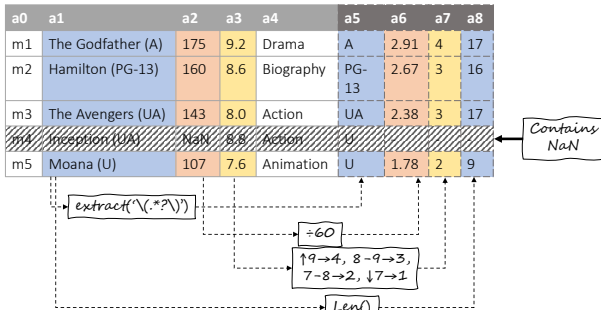 a0 a1 a2 a3 a4 a5 a6 a7 a8
m1 The Godfather (A) 175 9.2 Drama A 2.91 4 17
m2 Hamilton (PG-13) 160 8.6 Biography PG-
13 2.67 3 16
m3 The Avengers (UA) 143 8.0 Action UA 2.38 3 17
m4 Inception (UA) NaN 8.8 Action U
m5 Moana (U) 107 7.6 Animation U 1.78 2 9
Contains
NaN
extract('\(.*?\)')
÷60
↑9→4, 8-9→3,
7-8→2, ↓7→1
Len()